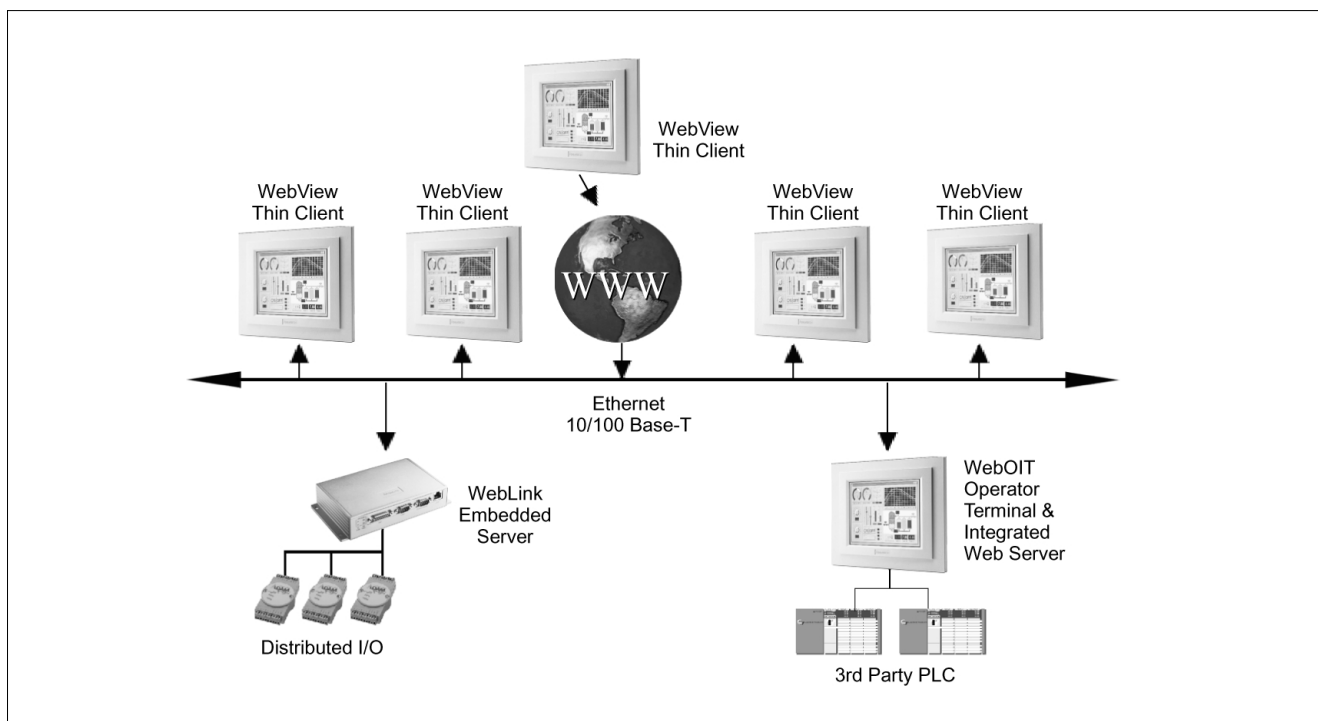 WebView
Thin Client
WebView
Thin Client
WebView
Thin Client
WebView
Thin Client
WebView
Thin Client
WWW
Ethernet
10/100 Base-T
WebLink
Embedded
Server
WebOIT
Operator
Terminal &
Integrated
Web Server
Distributed I/O
3rd Party PLC